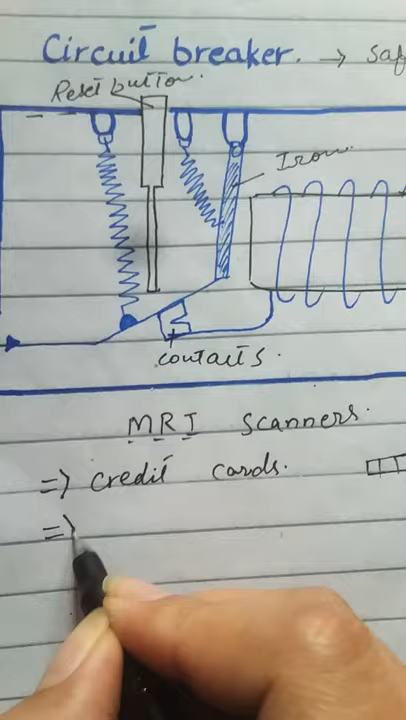 Circuit breaker. → saf
Reset button.
Iron.
contacts.
MRI scanners.
=> credit cards.
=>